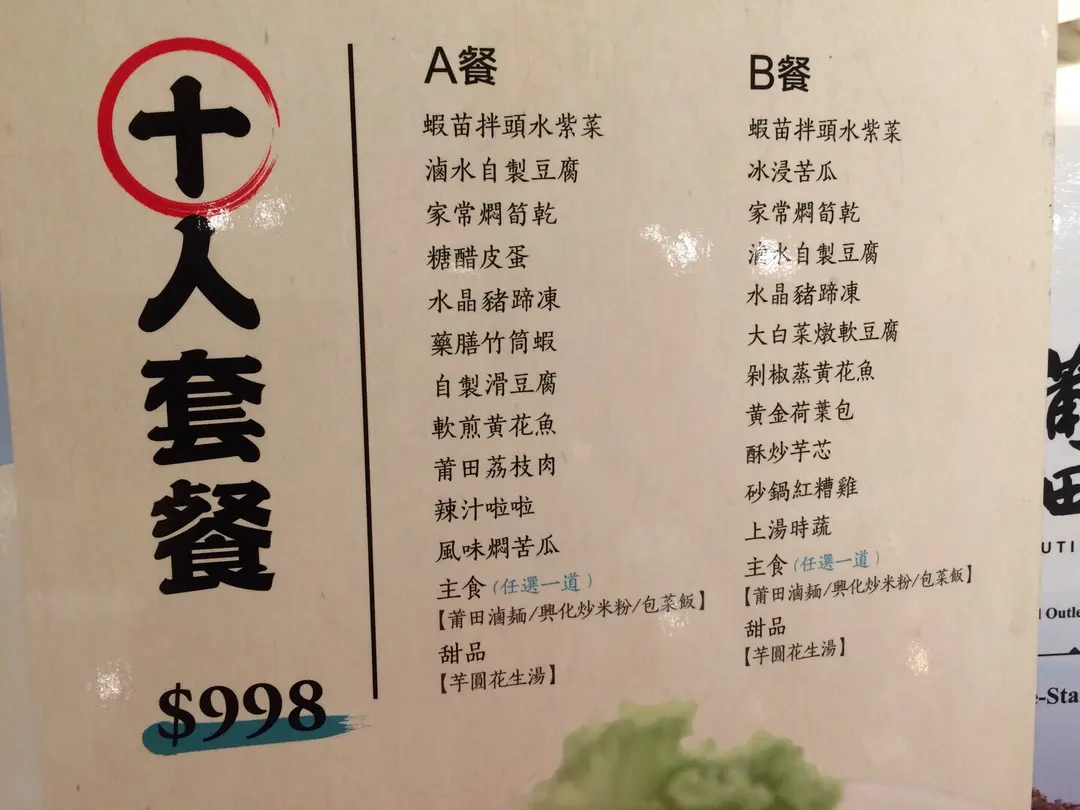 十人套餐
$998
A餐
蝦苗拌頭水紫菜
滷水自製豆腐
家常燜筍乾
糖醋皮蛋
水晶豬蹄凍
藥膳竹筒蝦
自製滑豆腐
軟煎黃花魚
莆田荔枝肉
辣汁啦啦
風味燜苦瓜
主食(任選一道)
【莆田滷麵/興化炒米粉/包菜飯】
甜品
【芋圓花生湯】
B餐
蝦苗拌頭水紫菜
冰浸苦瓜
家常燜筍乾
滷水自製豆腐
水晶豬蹄凍
大白菜燉軟豆腐
剁椒蒸黃花魚
黃金荷葉包
酥炒芋芯
砂鍋紅糟雞
上湯時蔬
主食(任選一道)
【莆田滷麵/興化炒米粉/包菜飯】
甜品
【芋圓花生湯】
莆田
UTI
Outle
-Sta